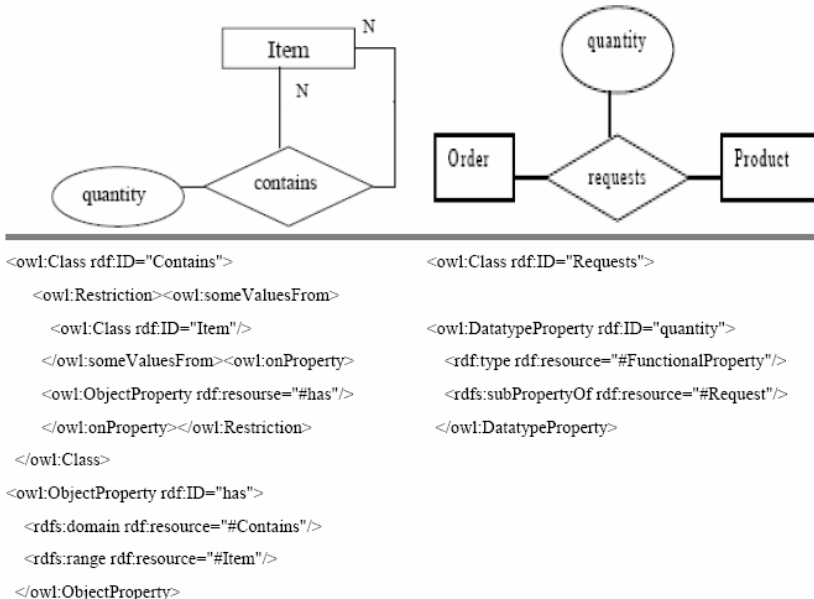 N
Item
N
contains
quantity
quantity
Order
requests
Product
<owl:Class rdf:ID="Contains">
<owl:Restriction><owl:someValuesFrom>
<owl:Class rdf:ID="Item"/>
</owl:someValuesFrom><owl:onProperty>
<owl:ObjectProperty rdf:resourse="#has"/>
</owl:onProperty></owl:Restriction>
</owl:Class>
<owl:ObjectProperty rdf:ID="has">
<rdfs:domain rdf:resource="#Contains"/>
<rdfs:range rdf:resource="#Item"/>
</owl:ObjectProperty>
<owl:Class rdf:ID="Requests">
<owl:DatatypeProperty rdf:ID="quantity">
<rdf:type rdf:resource="#FunctionalProperty"/>
<rdfs:subPropertyOf rdf:resource="#Request"/>
</owl:DatatypeProperty>